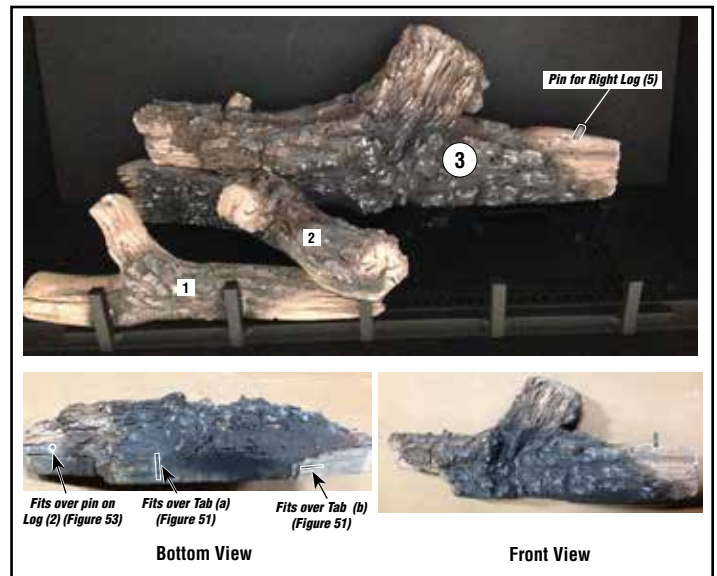 Pin for Right Log (5)
3
2
1
Fits over pin on
Log (2) (Figure 53)
Fits over Tab (a)
(Figure 51)
Fits over Tab (b)
(Figure 51)
Bottom View
Front View